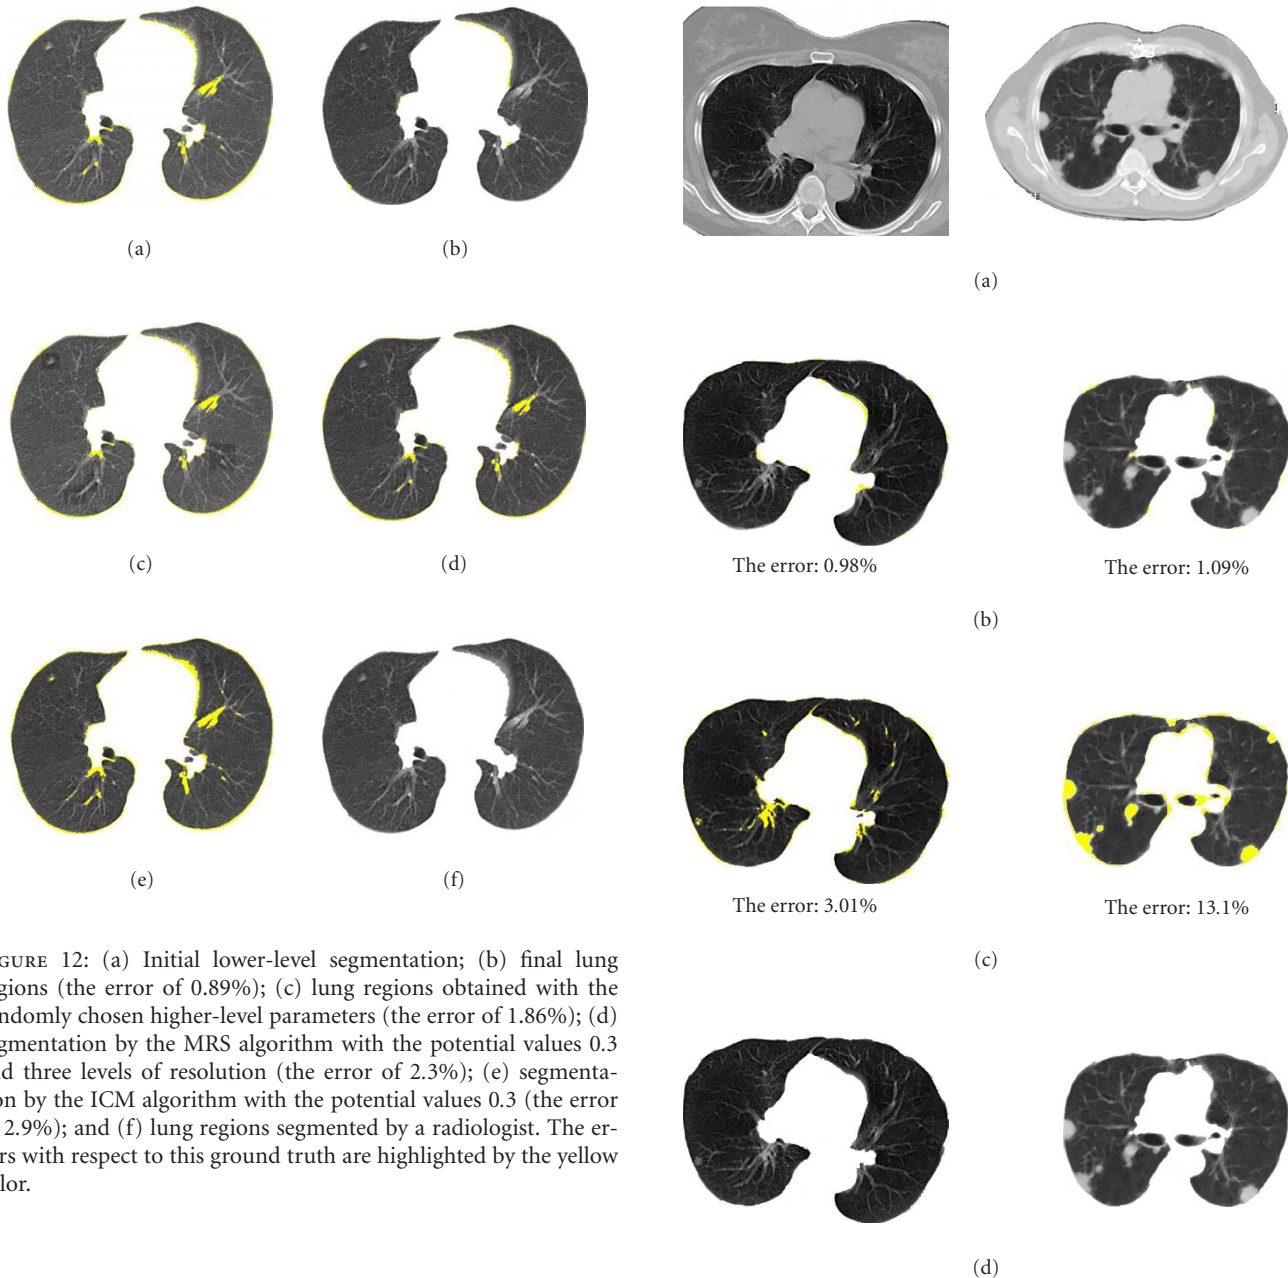 (a)
(b)
(c)
(d)
(e)
(f)
GURE 12: (a) Initial lower-level segmentation; (b) final lung
gions (the error of 0.89%); (c) lung regions obtained with the
ndomly chosen higher-level parameters (the error of 1.86%); (d)
gmentation by the MRS algorithm with the potential values 0.3
d three levels of resolution (the error of 2.3%); (e) segmenta-
on by the ICM algorithm with the potential values 0.3 (the error
2.9%); and (f) lung regions segmented by a radiologist. The er-
rs with respect to this ground truth are highlighted by the yellow
lor.
(a)
The error: 0.98%
The error: 1.09%
(b)
The error: 3.01%
The error: 13.1%
(c)
(d)